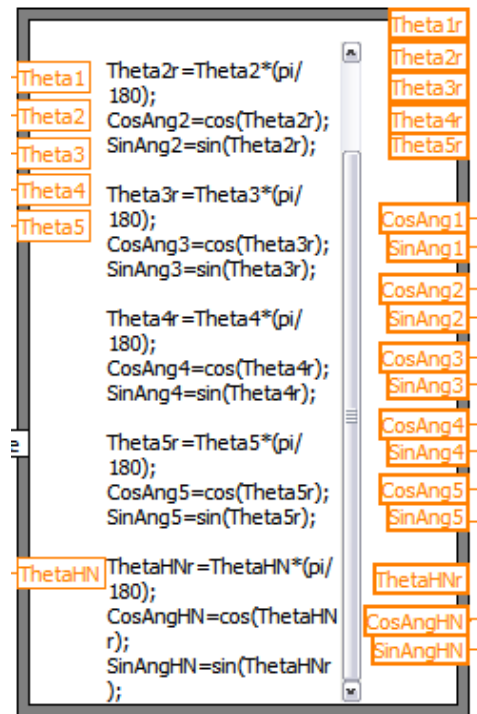 Theta1
Theta2
Theta3
Theta4
Theta5
ThetaHN
Theta2r=Theta2*(pi/
180);
CosAng2=cos(Theta2r);
SinAng2=sin(Theta2r);
Theta3r=Theta3*(pi/
180);
CosAng3=cos(Theta3r);
SinAng3=sin(Theta3r);
Theta4r=Theta4*(pi/
180);
CosAng4=cos(Theta4r);
SinAng4=sin(Theta4r);
Theta5r=Theta5*(pi/
180);
CosAng5=cos(Theta5r);
SinAng5=sin(Theta5r);
ThetaHNr=ThetaHN*(pi/
180);
CosAngHN=cos(ThetaHN
r);
SinAngHN=sin(ThetaHNr
);
Theta1r
Theta2r
Theta3r
Theta4r
Theta5r
CosAng1
SinAng1
CosAng2
SinAng2
CosAng3
SinAng3
CosAng4
SinAng4
CosAng5
SinAng5
ThetaHNr
CosAngHN
SinAngHN